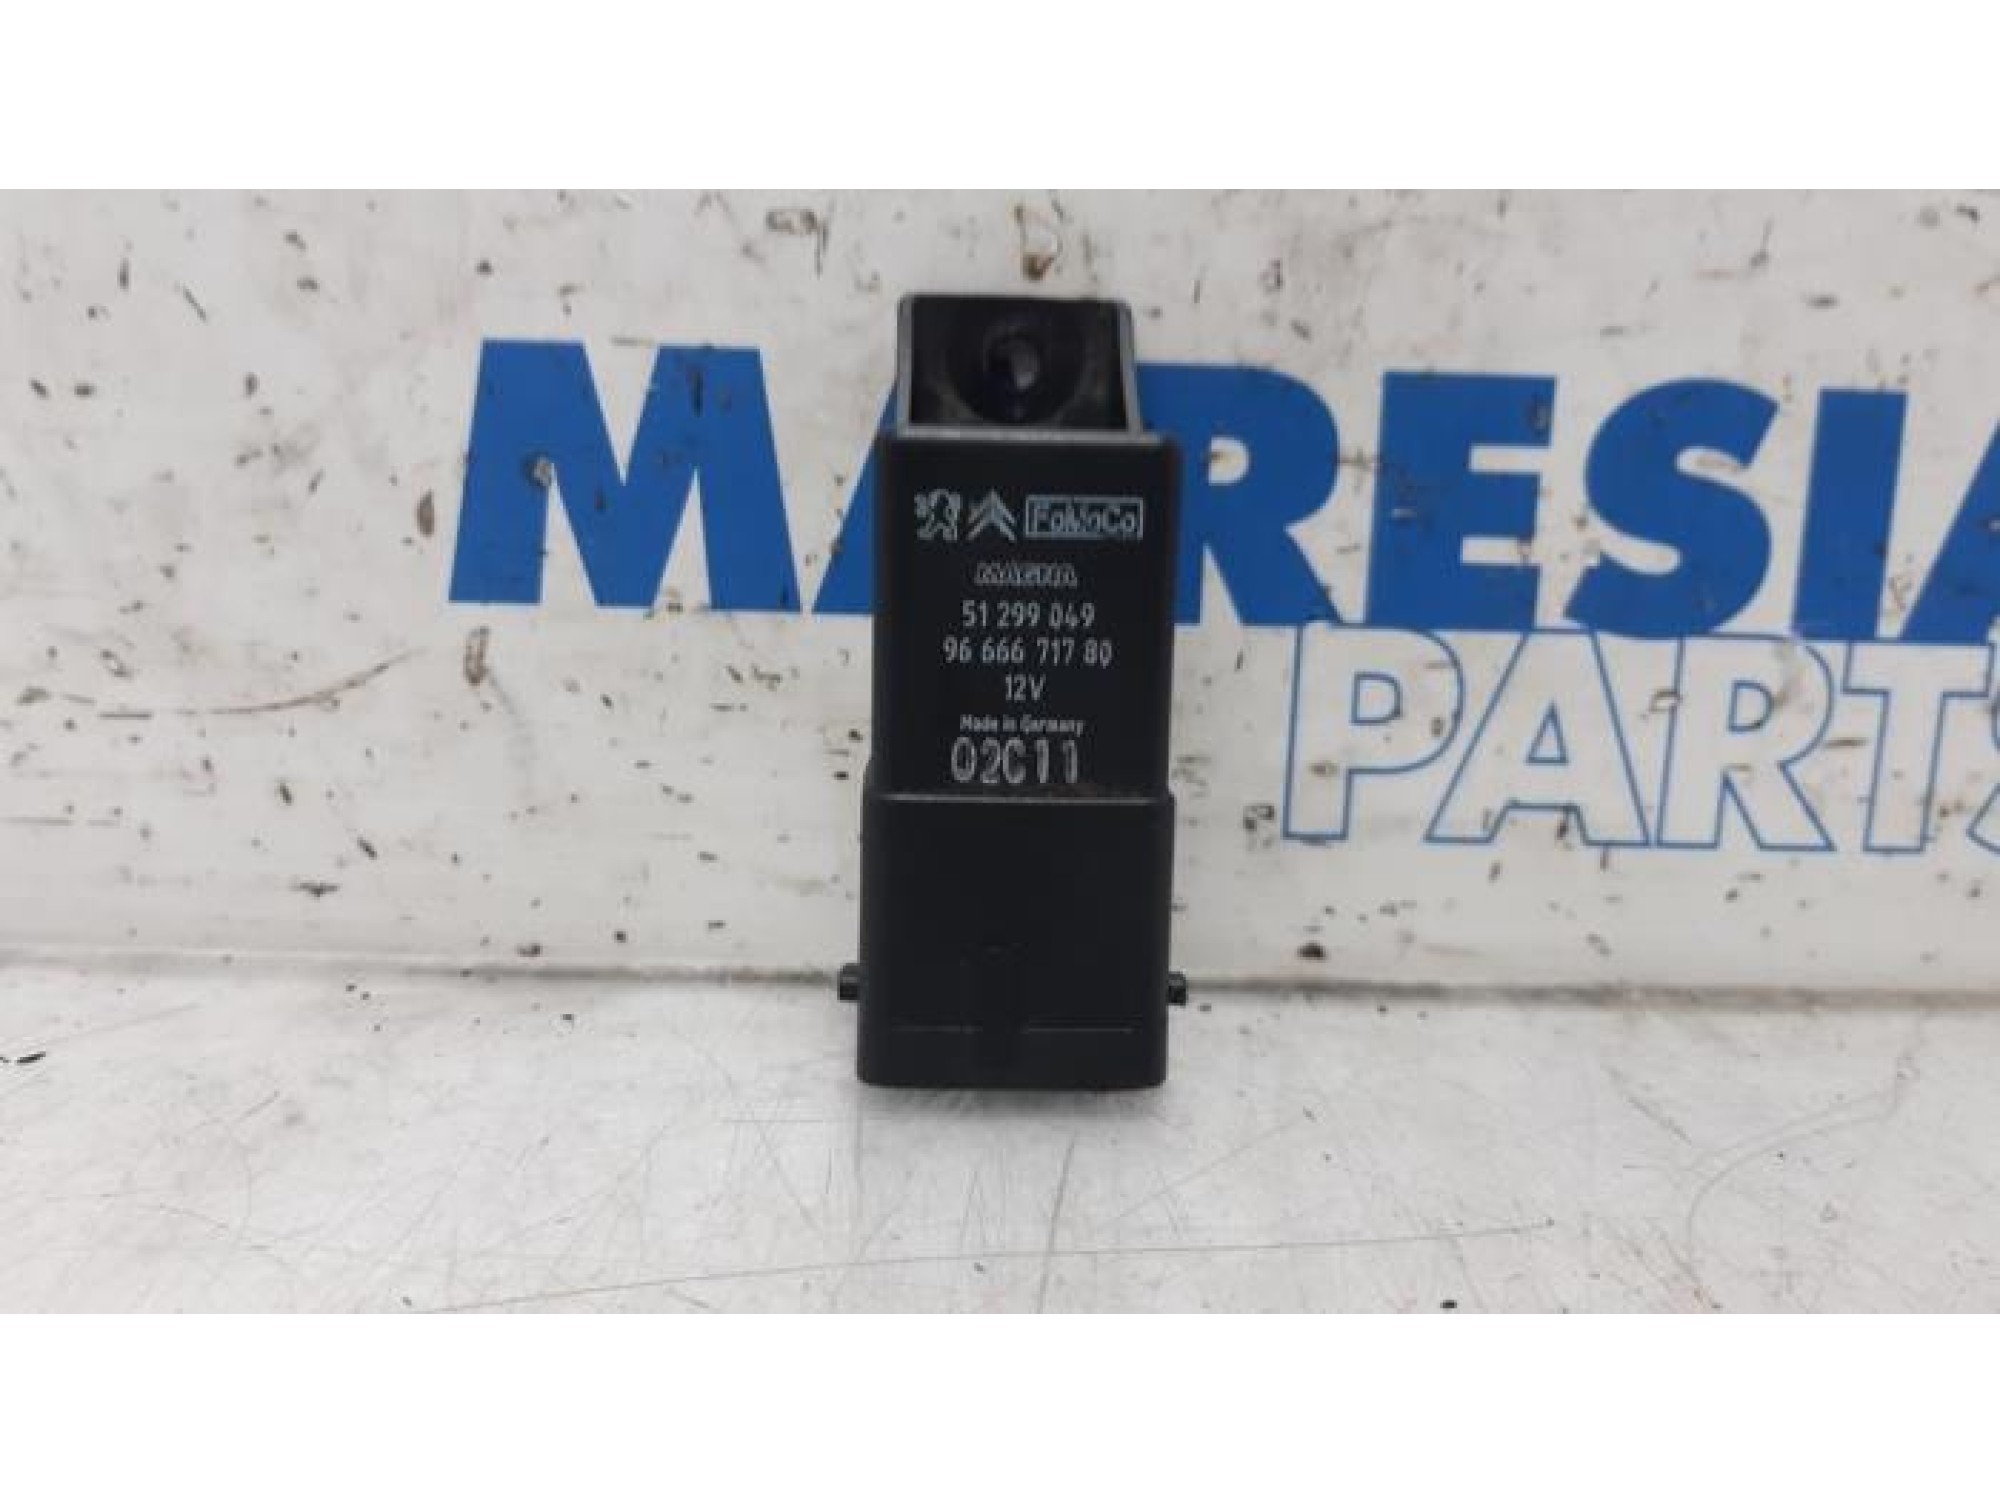 MARESIA
PARTS
FoMoCo
MAGNA
51 299 049
96 666 717 80
12V
Made in Germany
02C11